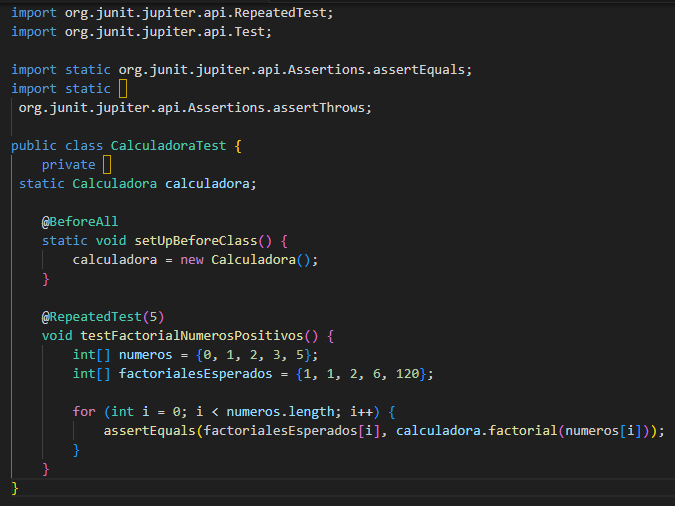 import org.junit.jupiter.api.RepeatedTest;
import org.junit.jupiter.api.Test;

import static org.junit.jupiter.api.Assertions.assertEquals;
import static
 org.junit.jupiter.api.Assertions.assertThrows;

public class CalculadoraTest {
    private
 static Calculadora calculadora;

    @BeforeAll
    static void setUpBeforeClass() {
        calculadora = new Calculadora();
    }

    @RepeatedTest(5)
    void testFactorialNumerosPositivos() {
        int[] numeros = {0, 1, 2, 3, 5};
        int[] factorialesEsperados = {1, 1, 2, 6, 120};

        for (int i = 0; i < numeros.length; i++) {
            assertEquals(factorialesEsperados[i], calculadora.factorial(numeros[i]));
        }
    }
}